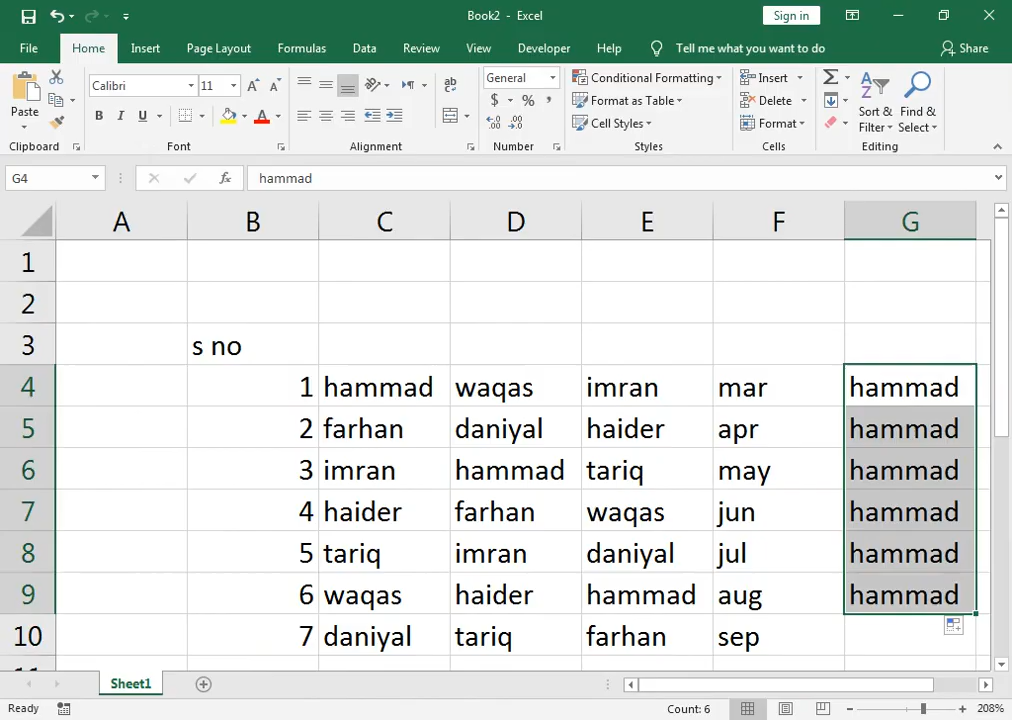 Book2 - Excel
Sign in
File Home Insert Page Layout Formulas Data Review View Developer Help Tell me what you want to do Share
Paste
Calibri 11
B I U
General
$ % ,
Conditional Formatting
Format as Table
Cell Styles
Insert
Delete
Format
Sort & Filter
Find & Select
Clipboard Font Alignment Number Styles Cells Editing
G4 fx hammad
A B C D E F G
1
2
3 s no
4 1 hammad waqas imran mar hammad
5 2 farhan daniyal haider apr hammad
6 3 imran hammad tariq may hammad
7 4 haider farhan waqas jun hammad
8 5 tariq imran daniyal jul hammad
9 6 waqas haider hammad aug hammad
10 7 daniyal tariq farhan sep
Sheet1
Ready Count: 6 208%